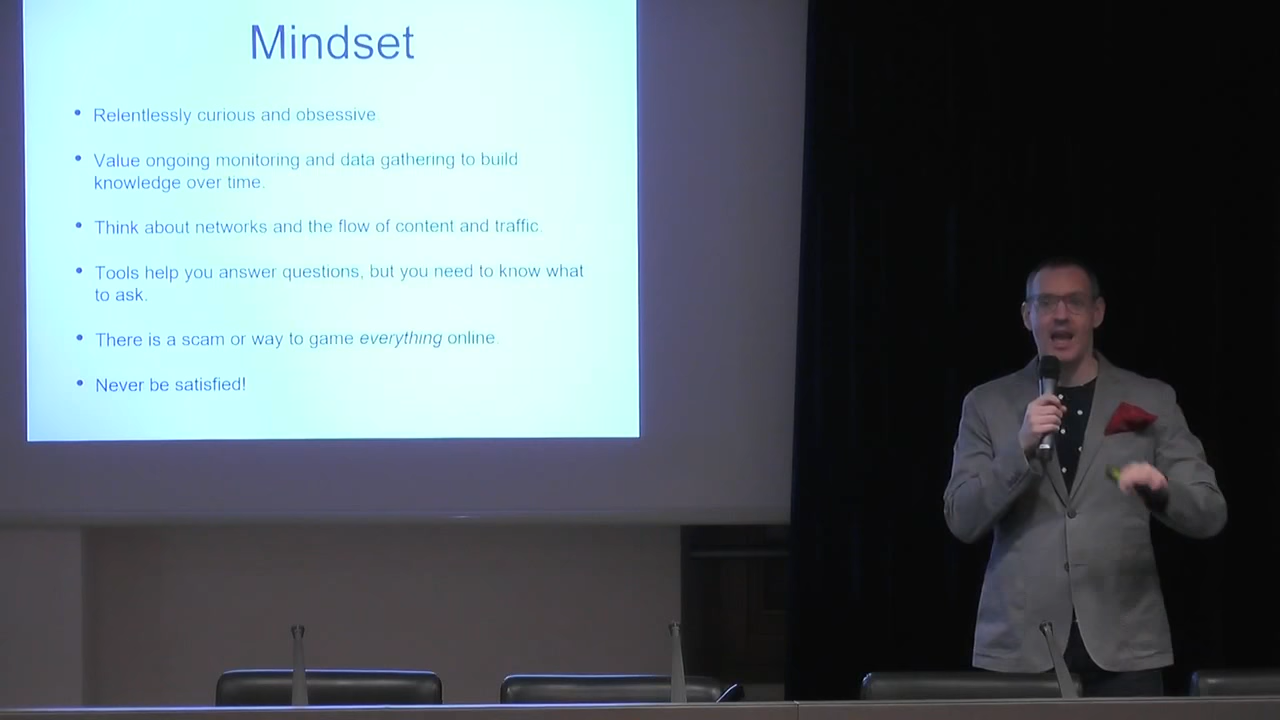 Mindset
• Relentlessly curious and obsessive
• Value ongoing monitoring and data gathering to build
knowledge over time.
• Think about networks and the flow of content and traffic.
• Tools help you answer questions, but you need to know what
to ask.
• There is a scam or way to game everything online.
• Never be satisfied!